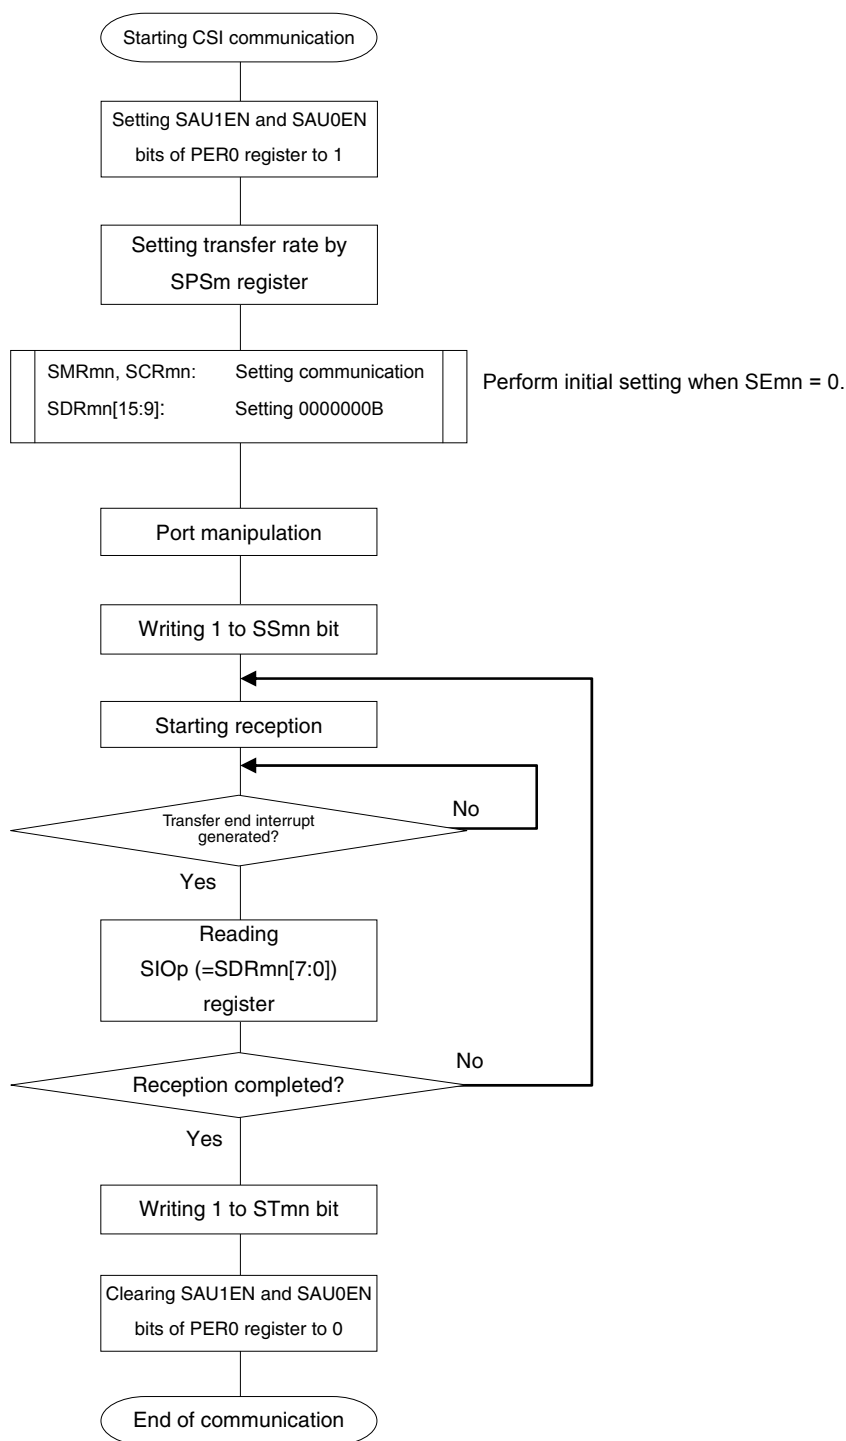 Starting CSI communication
Setting SAU1EN and SAU0EN
bits of PER0 register to 1
Setting transfer rate by
SPSm register
SMRmn, SCRmn: Setting communication
SDRmn[15:9]: Setting 0000000B
Perform initial setting when SEmn = 0.
Port manipulation
Writing 1 to SSmn bit
Starting reception
Transfer end interrupt
generated?
No
Yes
Reading
SIOp (=SDRmn[7:0])
register
Reception completed?
No
Yes
Writing 1 to STmn bit
Clearing SAU1EN and SAU0EN
bits of PER0 register to 0
End of communication